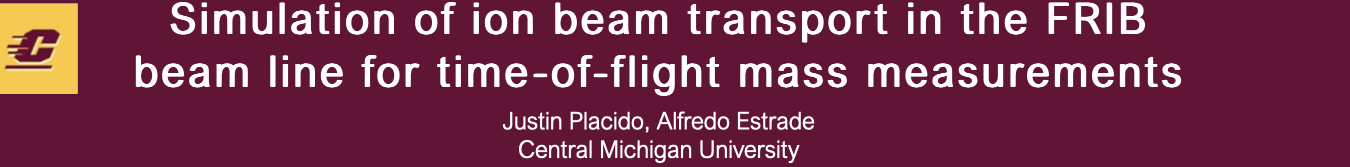 Simulation of ion beam transport in the FRIB
beam line for time-of-flight mass measurements
Justin Placido, Alfredo Estrade
Central Michigan University
C